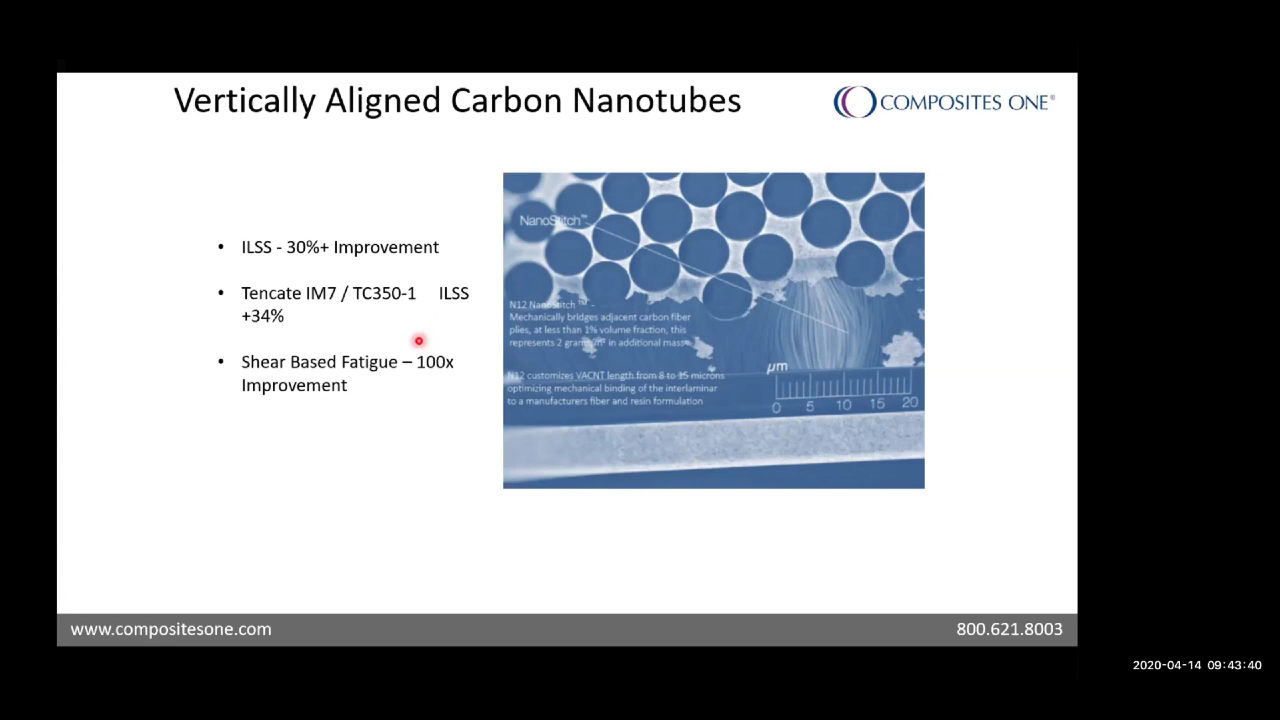 Vertically Aligned Carbon Nanotubes
COMPOSITES ONE®
• ILSS - 30%+ Improvement
• Tencate IM7 / TC350-1 ILSS
+34%
• Shear Based Fatigue – 100x
Improvement
NanoStitch™
N12 NanoStitch ™ -
Mechanically bridges adjacent carbon fiber
plies, at less than 1% volume fraction, this
represents 2 grams/m² in additional mass
N12 customizes VACNT length from 8 to 15 microns
optimizing mechanical binding of the interlaminar
to a manufacturers fiber and resin formulation
μm
0 5 10 15 20
www.compositesone.com
800.621.8003
2020-04-14 09:43:40